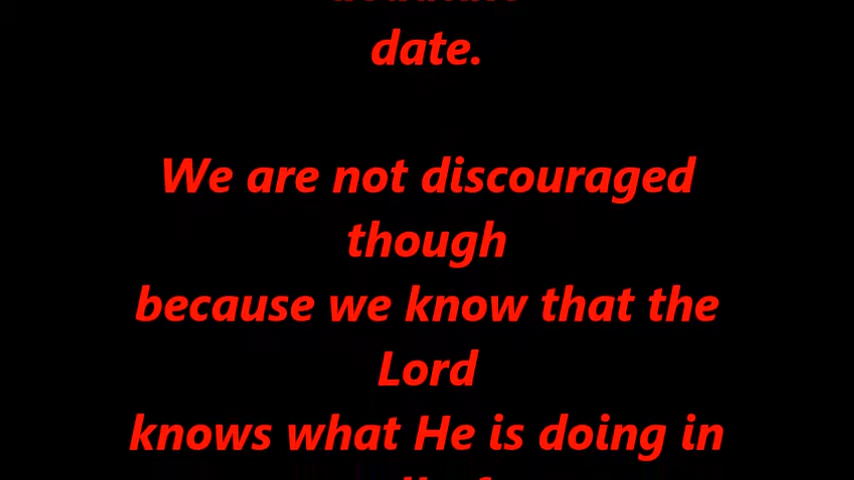 date.
We are not discouraged
though
because we know that the
Lord
knows what He is doing in